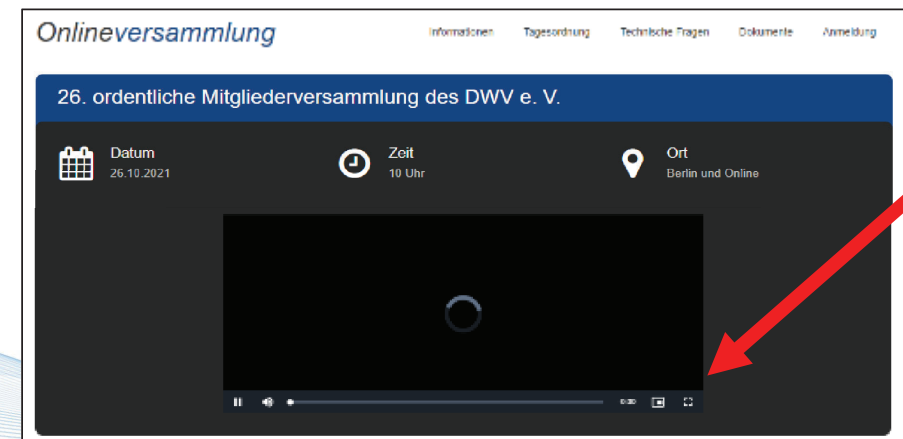 Onlineversammlung
Informationen Tagesordnung Technische Fragen Dokumente Anmeldung
26. ordentliche Mitgliederversammlung des DWV e. V.
Datum
26.10.2021
Zeit
10 Uhr
Ort
Berlin und Online